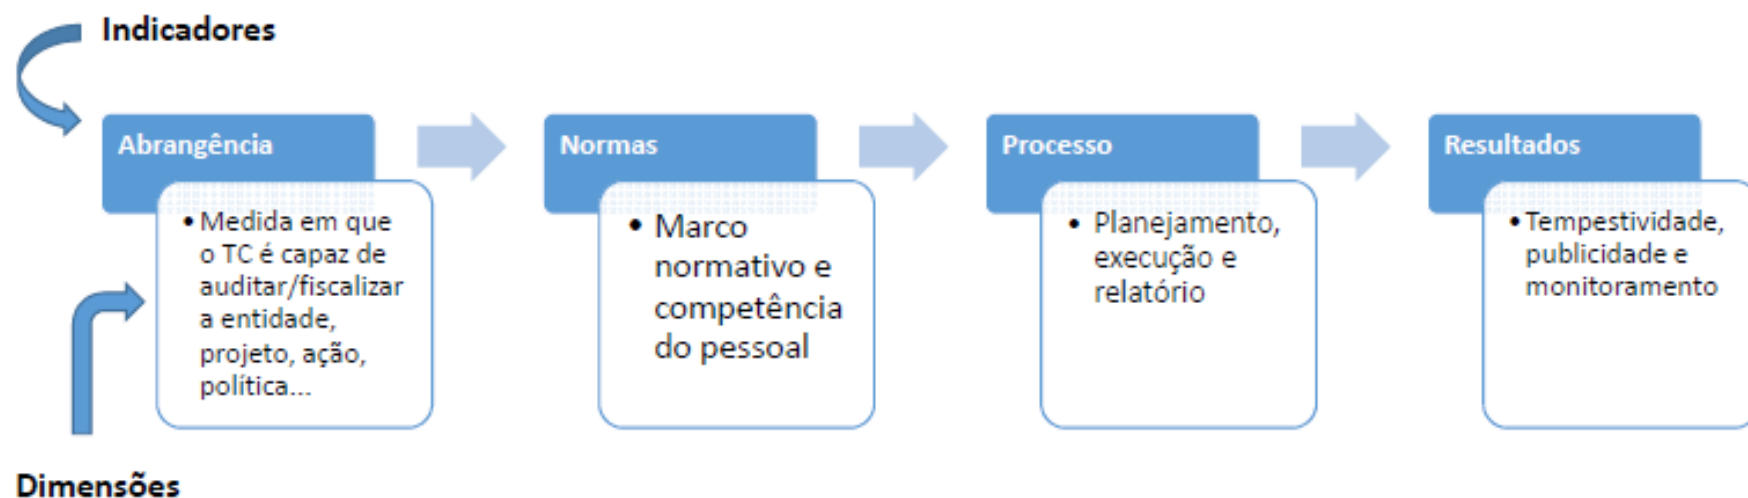 Indicadores
Abrangência
• Medida em que
o TC é capaz de
auditar/fiscalizar
a entidade,
projeto, ação,
política...
Normas
• Marco
normativo e
competência
do pessoal
Processo
• Planejamento,
execução e
relatório
Resultados
• Tempestividade,
publicidade e
monitoramento
Dimensões